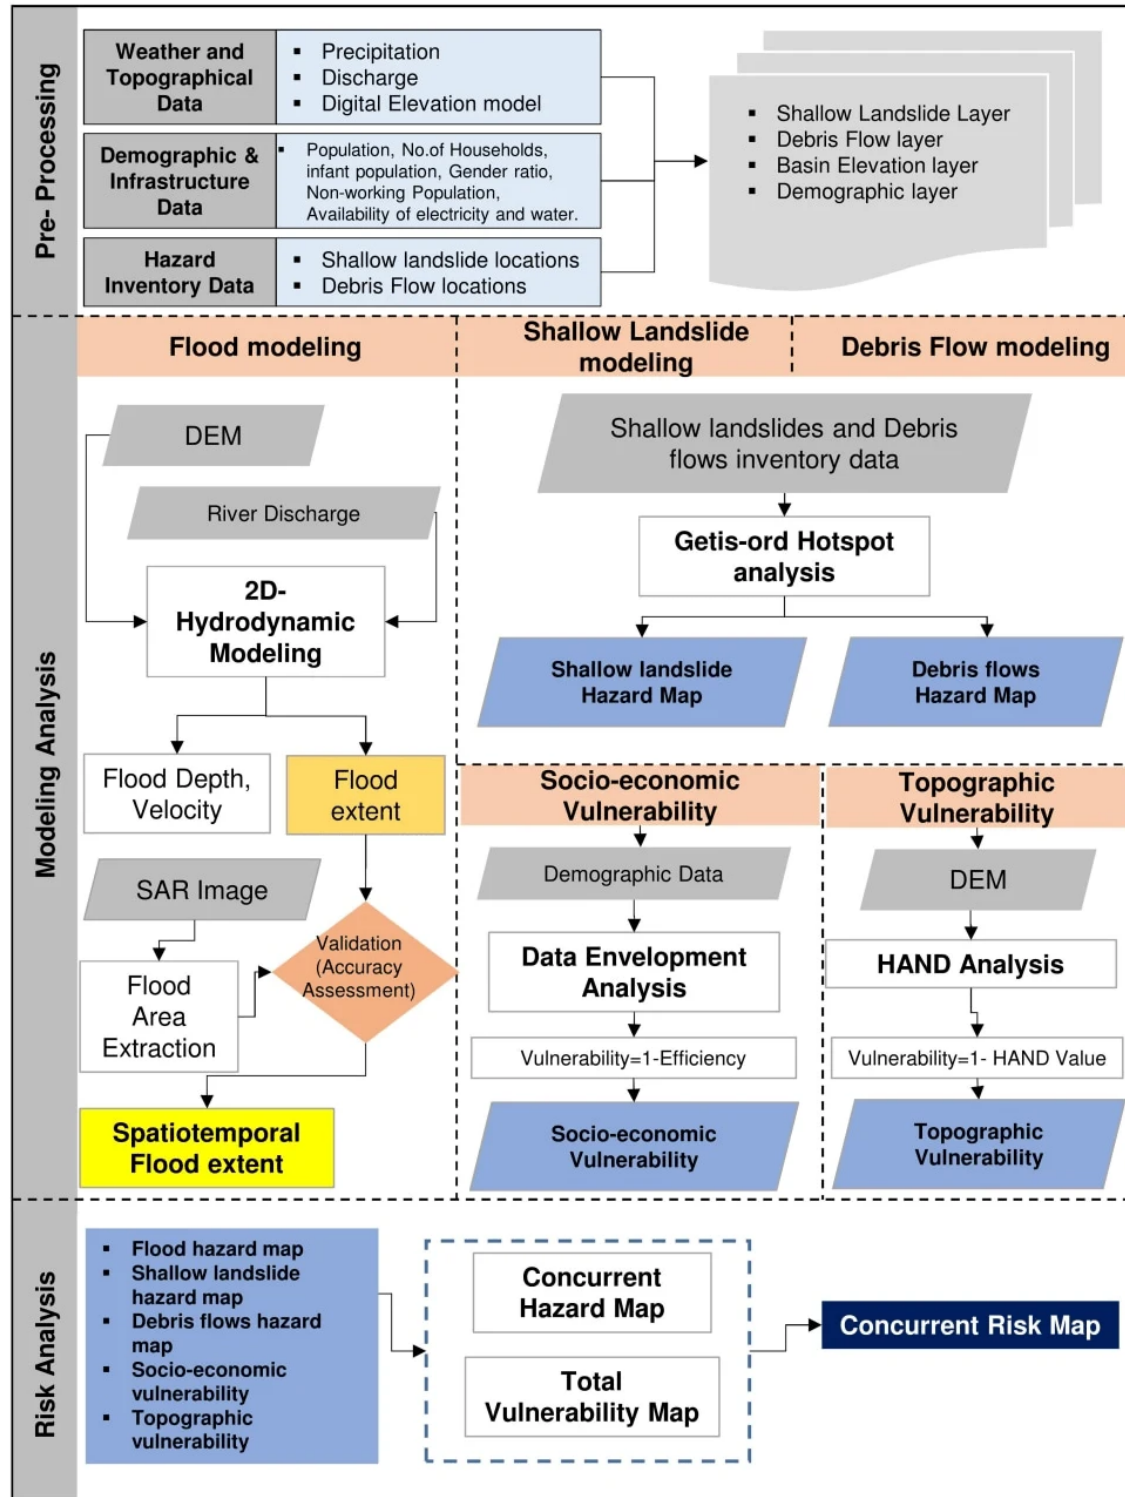 Pre- Processing
Weather and
Topographical
Data
▪ Precipitation
▪ Discharge
▪ Digital Elevation model
Demographic &
Infrastructure
Data
▪ Population, No.of Households,
infant population, Gender ratio,
Non-working Population,
Availability of electricity and water.
Hazard
Inventory Data
▪ Shallow landslide locations
▪ Debris Flow locations
▪ Shallow Landslide Layer
▪ Debris Flow layer
▪ Basin Elevation layer
▪ Demographic layer
Modeling Analysis
Flood modeling
DEM
River Discharge
2D-
Hydrodynamic
Modeling
Flood Depth,
Velocity
Flood
extent
SAR Image
Flood
Area
Extraction
Validation
(Accuracy
Assessment)
Spatiotemporal
Flood extent
Shallow Landslide
modeling
Debris Flow modeling
Shallow landslides and Debris
flows inventory data
Getis-ord Hotspot
analysis
Shallow landslide
Hazard Map
Debris flows
Hazard Map
Socio-economic
Vulnerability
Demographic Data
Data Envelopment
Analysis
Vulnerability=1-Efficiency
Socio-economic
Vulnerability
Topographic
Vulnerability
DEM
HAND Analysis
Vulnerability=1- HAND Value
Topographic
Vulnerability
Risk Analysis
▪ Flood hazard map
▪ Shallow landslide
hazard map
▪ Debris flows hazard
map
▪ Socio-economic
vulnerability
▪ Topographic
vulnerability
Concurrent
Hazard Map
Total
Vulnerability Map
Concurrent Risk Map